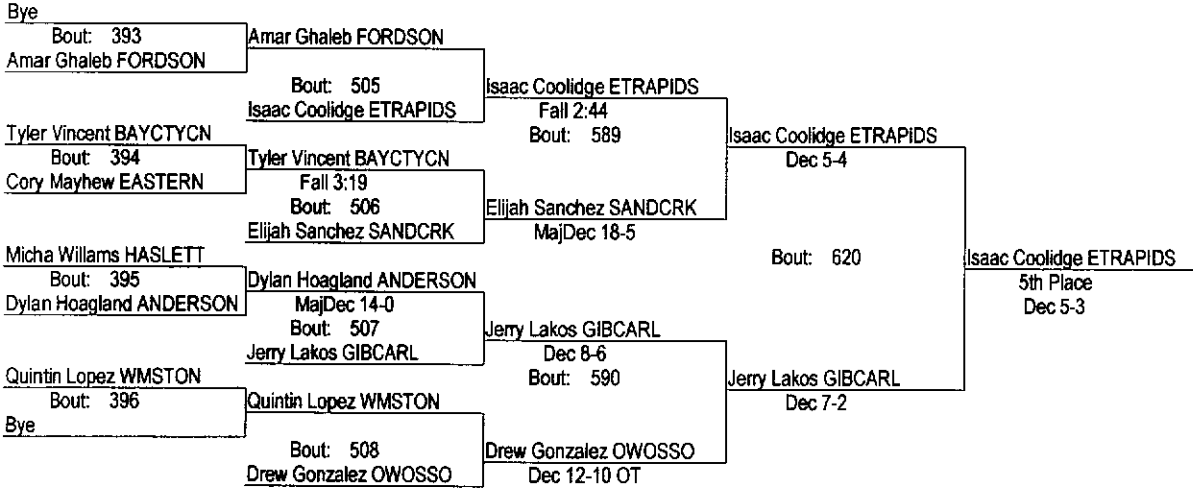 Bye
Bout: 393
Amar Ghaleb FORDSON
Amar Ghaleb FORDSON
Bout: 505
Isaac Coolidge ETRAPIDS
Isaac Coolidge ETRAPIDS
Fall 2:44
Bout: 589
Tyler Vincent BAYCTYCN
Bout: 394
Cory Mayhew EASTERN
Tyler Vincent BAYCTYCN
Fall 3:19
Bout: 506
Elijah Sanchez SANDCRK
Elijah Sanchez SANDCRK
MajDec 18-5
Isaac Coolidge ETRAPIDS
Dec 5-4
Micha Willams HASLETT
Bout: 395
Dylan Hoagland ANDERSON
Dylan Hoagland ANDERSON
MajDec 14-0
Bout: 507
Jerry Lakos GIBCARL
Jerry Lakos GIBCARL
Dec 8-6
Bout: 590
Quintin Lopez WMSTON
Bout: 396
Bye
Quintin Lopez WMSTON
Bout: 508
Drew Gonzalez OWOSSO
Drew Gonzalez OWOSSO
Dec 12-10 OT
Jerry Lakos GIBCARL
Dec 7-2
Bout: 620
Isaac Coolidge ETRAPIDS
5th Place
Dec 5-3